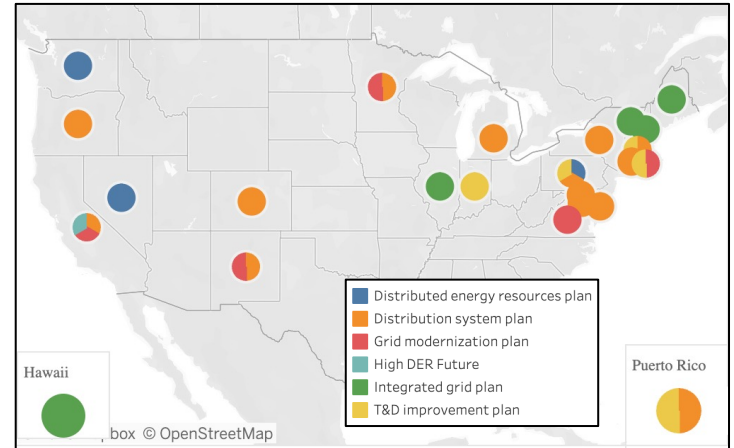 Distributed energy resources plan
Distribution system plan
Grid modernization plan
High DER Future
Integrated grid plan
T&D improvement plan
Hawaii
Puerto Rico
box © OpenStreetMap